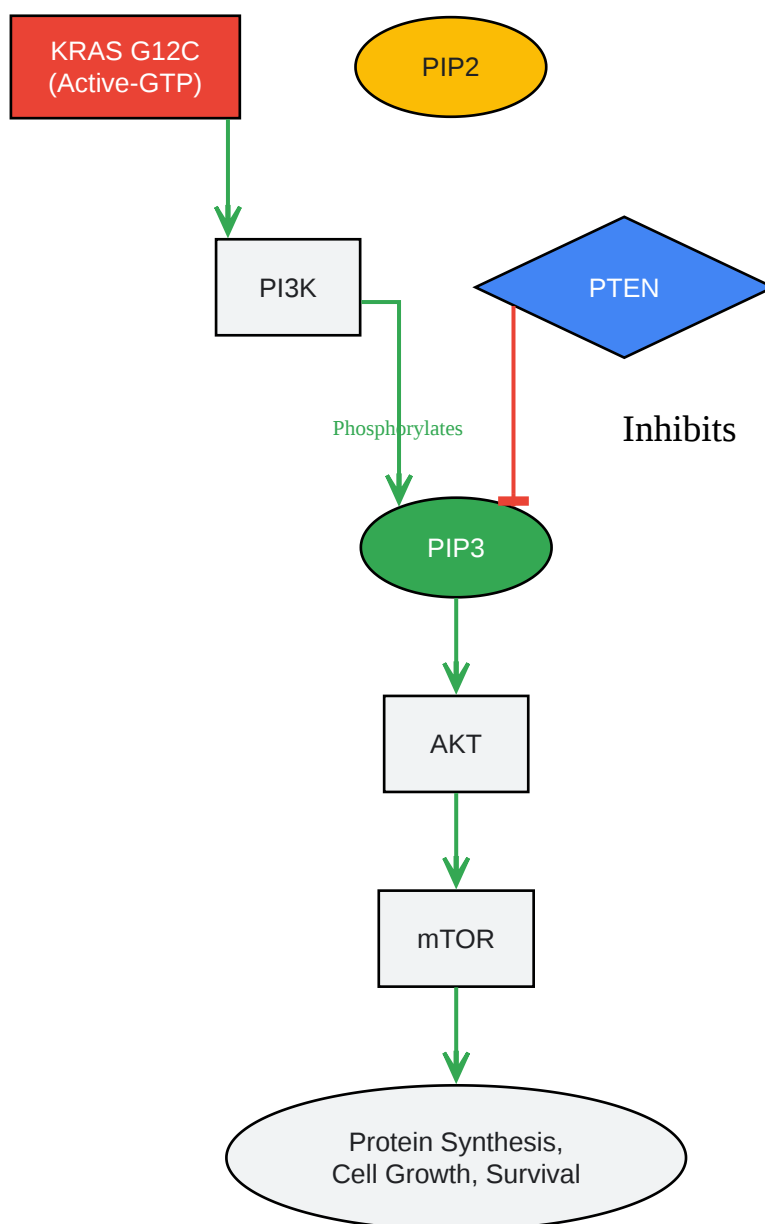 KRAS G12C
(Active-GTP)
PIP2
PI3K
PTEN
Phosphorylates
Inhibits
PIP3
AKT
mTOR
Protein Synthesis,
Cell Growth, Survival